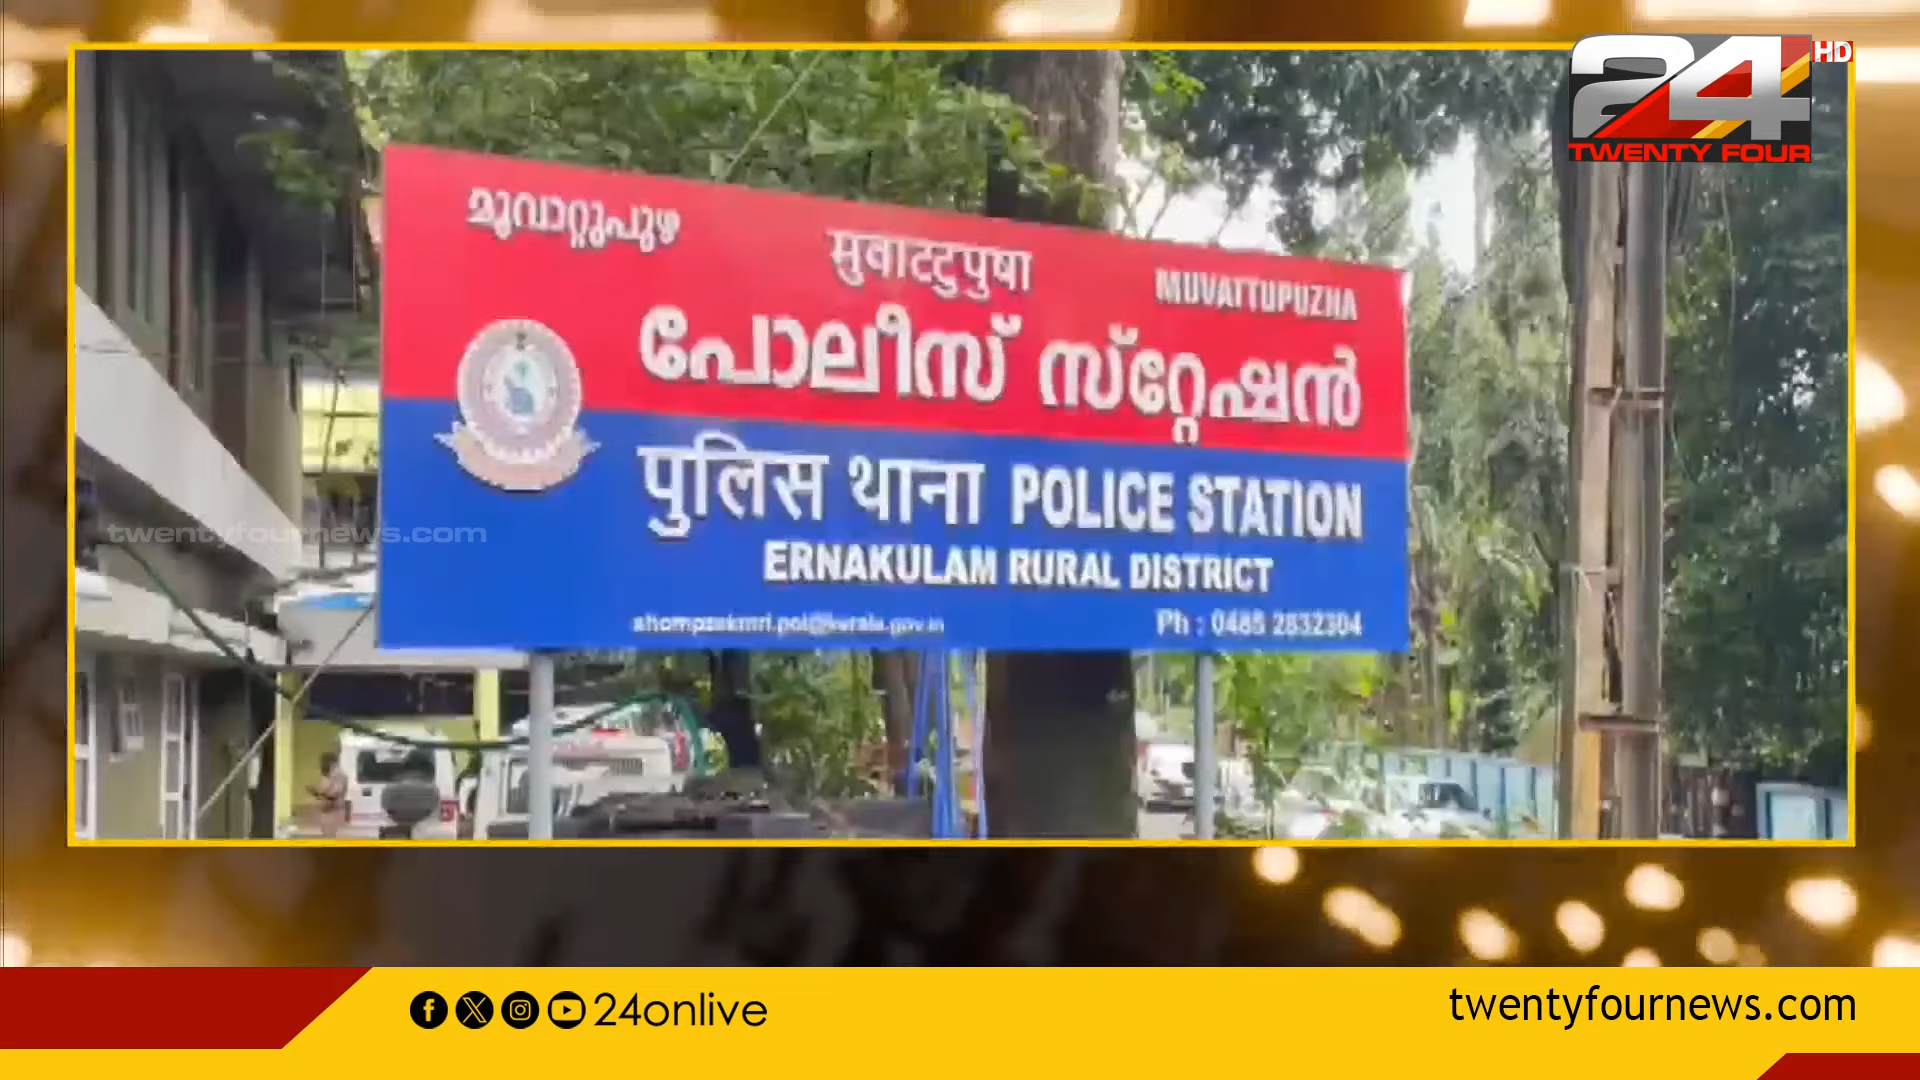 24 HD
TWENTY FOUR
മൂവാറ്റുപുഴ
मुवाटटुपुषा
MUVATTUPUZHA
പോലീസ് സ്റ്റേഷൻ
पुलिस थाना POLICE STATION
ERNAKULAM RURAL DISTRICT
Ph : 0485 2832304
twentyfournews.com
24onlive
twentyfournews.com